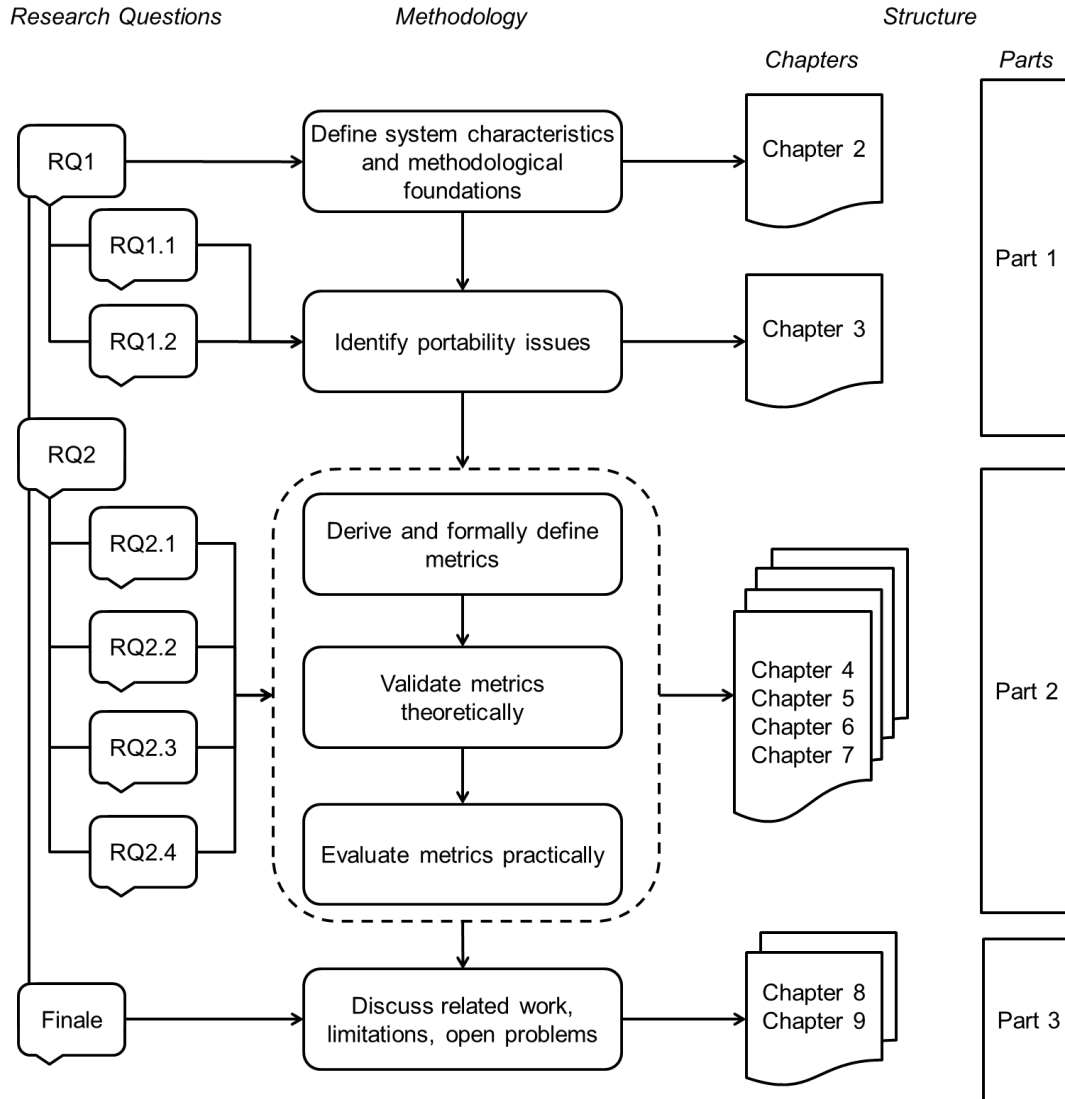 Research Questions
Methodology
Structure
Chapters
Parts
RQ1
Define system characteristics
and methodological
foundations
Chapter 2
Part 1
RQ1.1
RQ1.2
Identify portability issues
Chapter 3
RQ2
RQ2.1
Derive and formally define
metrics
RQ2.2
Validate metrics
theoretically
Chapter 4
Chapter 5
Chapter 6
Chapter 7
Part 2
RQ2.3
RQ2.4
Evaluate metrics practically
Finale
Discuss related work,
limitations, open problems
Chapter 8
Chapter 9
Part 3